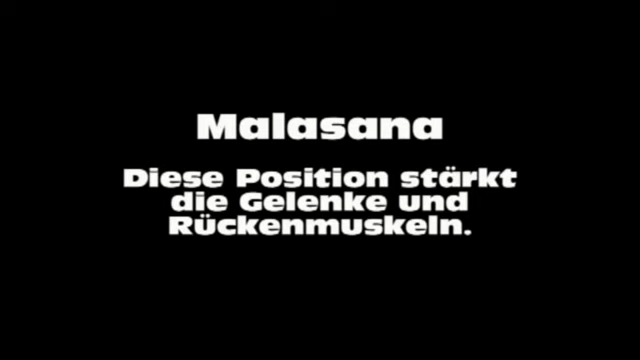 Malasana
Diese Position stärkt
die Gelenke und
Rückenmuskeln.